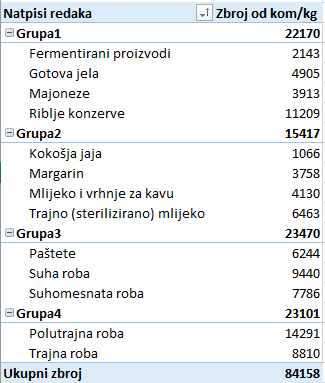 Natpisi redaka Zbroj od kom/kg
Grupa1 22170
Fermentirani proizvodi 2143
Gotova jela 4905
Majoneze 3913
Riblje konzerve 11209
Grupa2 15417
Kokošja jaja 1066
Margarin 3758
Mlijeko i vrhnje za kavu 4130
Trajno (sterilizirano) mlijeko 6463
Grupa3 23470
Paštete 6244
Suha roba 9440
Suhomesnata roba 7786
Grupa4 23101
Polutrajna roba 14291
Trajna roba 8810
Ukupni zbroj 84158